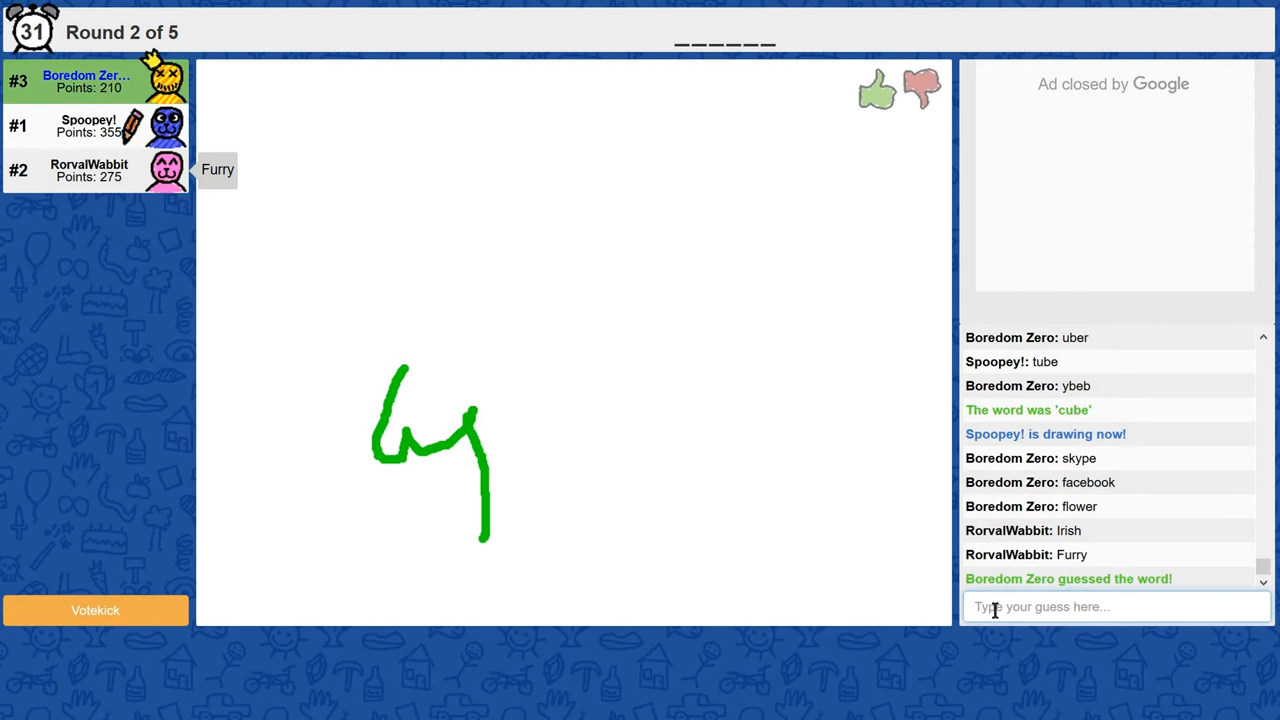 31
Round 2 of 5
______
#3
Boredom Zer...
Points: 210
#1
Spoopey!
Points: 355
#2
RorvalWabbit
Points: 275
Furry
Votekick
Ad closed by Google
Boredom Zero: uber
Spoopey!: tube
Boredom Zero: ybeb
The word was 'cube'
Spoopey! is drawing now!
Boredom Zero: skype
Boredom Zero: facebook
Boredom Zero: flower
RorvalWabbit: Irish
RorvalWabbit: Furry
Boredom Zero guessed the word!
Type your guess here...